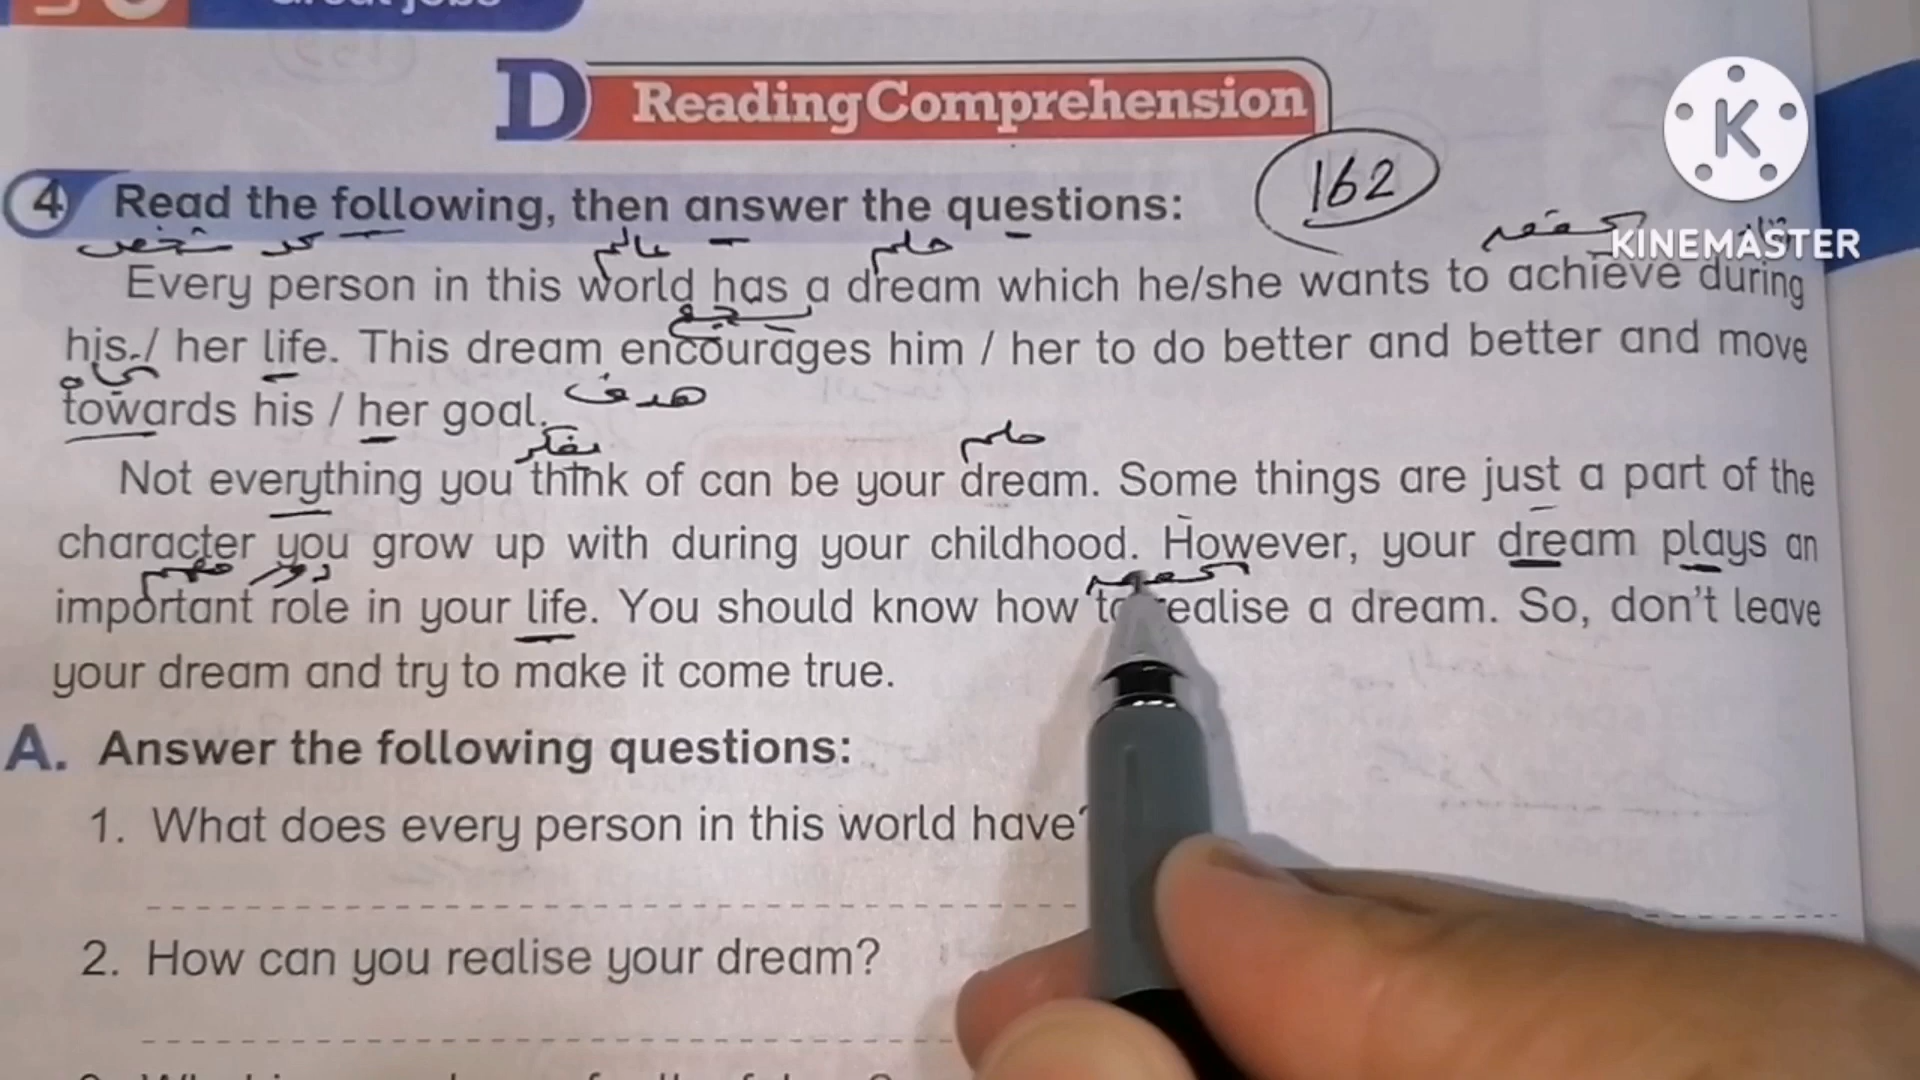 Great jobs
D Reading Comprehension
162
KINEMASTER
4 Read the following, then answer the questions:
شخص كل عالم حلم
Every person in this world has a dream which he/she wants to achieve during
يشجع
his / her life. This dream encourages him / her to do better and better and move
حياة هدف
towards his / her goal.
يفكر حلم
Not everything you think of can be your dream. Some things are just a part of the
character you grow up with during your childhood. However, your dream plays an
مهم دور
important role in your life. You should know how to realise a dream. So, don't leave
your dream and try to make it come true.
A. Answer the following questions:
1. What does every person in this world have?
2. How can you realise your dream?